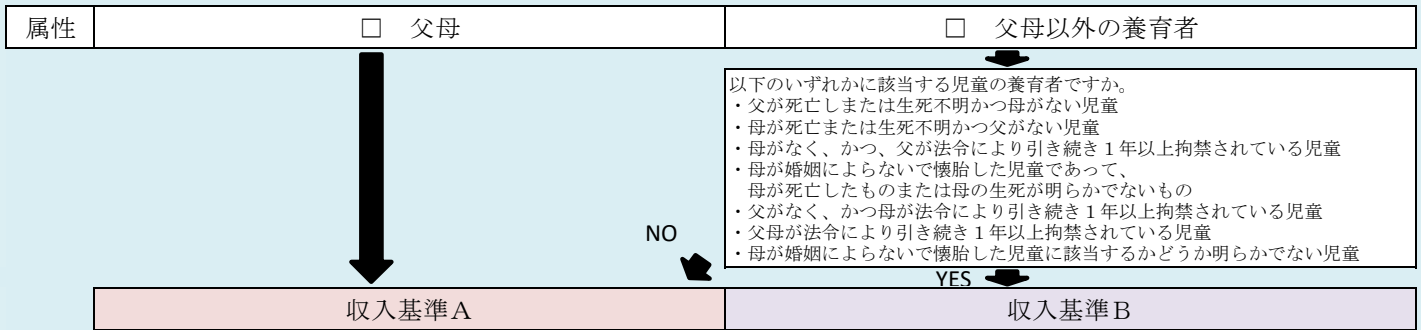 属性 □ 父母 □ 父母以外の養育者
以下のいずれかに該当する児童の養育者ですか。
・父が死亡しまたは生死不明かつ母がない児童
・母が死亡または生死不明かつ父がない児童
・母がなく、かつ、父が法令により引き続き１年以上拘禁されている児童
・母が婚姻によらないで懐胎した児童であって、
母が死亡したものまたは母の生死が明らかでないもの
・父がなく、かつ母が法令により引き続き１年以上拘禁されている児童
・父母が法令により引き続き１年以上拘禁されている児童
・母が婚姻によらないで懐胎した児童に該当するかどうか明らかでない児童
NO
YES
収入基準Ａ 収入基準Ｂ